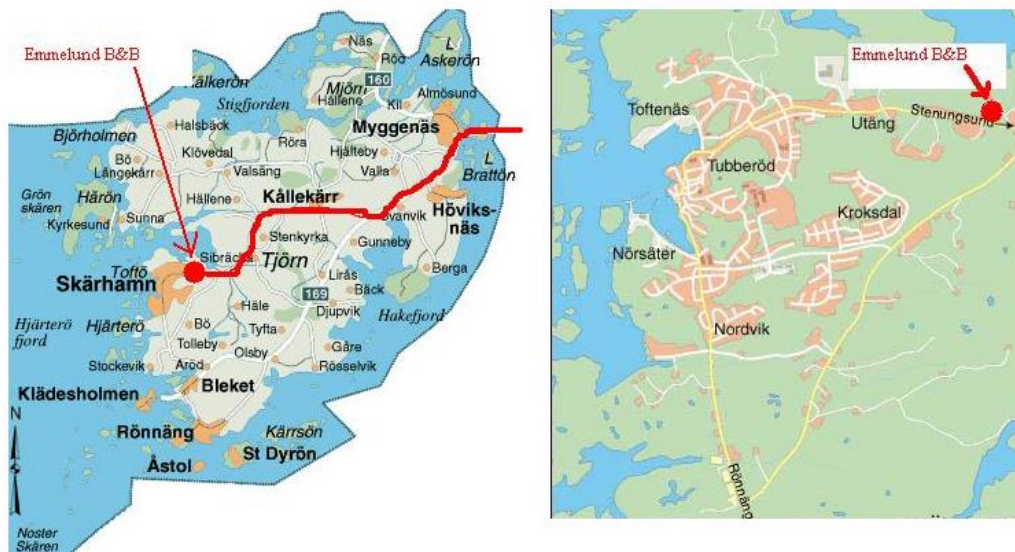 Emmelund B&B
Näs
Röd
L
Askerön
160
Kälkerön
Mjörn
Hällene
Kil
Almösund
Stigfjorden
Myggenäs
Björholmen
Halsbäck
Röra
Hjälteby
Bö
Klövedal
Långekärr
Valsäng
Valla
L
Brattön
Grön
skären
Härön
Hällene
Kållekärr
Kyrkesund
Sunna
Svanvik
Höviks-
näs
Stenkyrka
Gunneby
Toftö
Sibräcka
Tjörn
Skärhamn
Lirås
Berga
169
Bäck
Häle
Djupvik
Hakefjord
Hjärterö
fjord
Hjärterö
Bö
Tyfta
Tolleby
Gåre
Stockevik
Aröd
Olsby
Rösselvik
Klädesholmen
Bleket
N
Rönnäng
Kärrsön
Åstol
St Dyrön
Noster
Skären
Emmelund B&B
Toftenäs
Utäng
Stenungsund
Tubberöd
Kroksdal
Nörsäter
Nordvik
Rönnäng